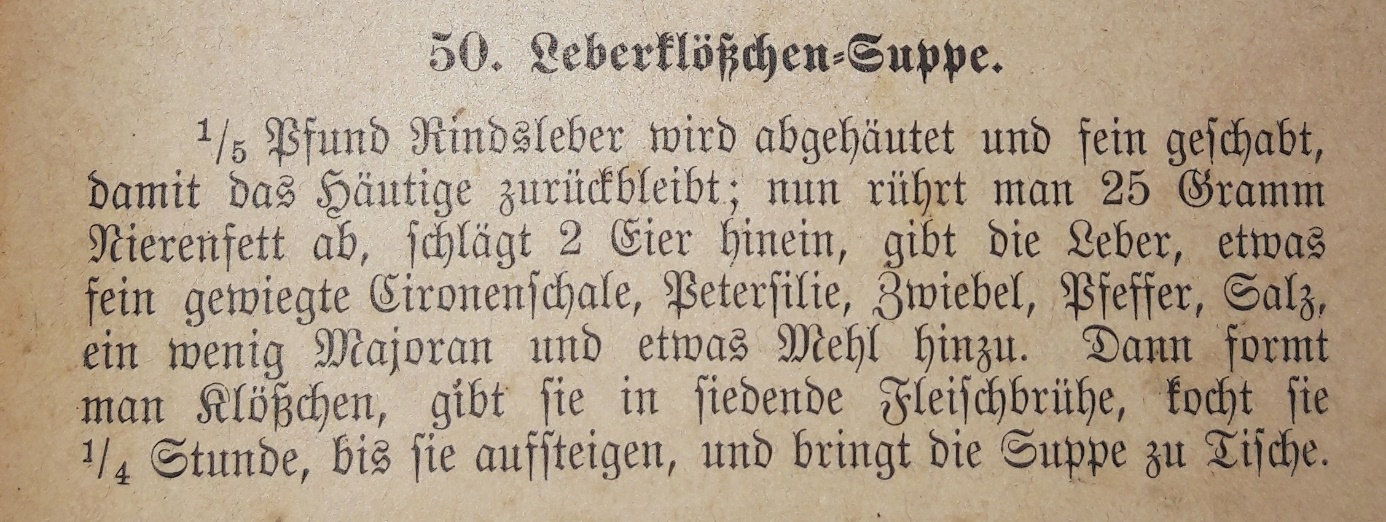 50. Leberklößchen-Suppe.
1/5 Pfund Rindsleber wird abgehäutet und fein geschabt,
damit das Häutige zurückbleibt; nun rührt man 25 Gramm
Nierenfett ab, schlägt 2 Eier hinein, gibt die Leber, etwas
fein gewiegte Cironenschale, Petersilie, Zwiebel, Pfeffer, Salz,
ein wenig Majoran und etwas Mehl hinzu. Dann formt
man Klößchen, gibt sie in siedende Fleischbrühe, kocht sie
1/4 Stunde, bis sie aufsteigen, und bringt die Suppe zu Tische.